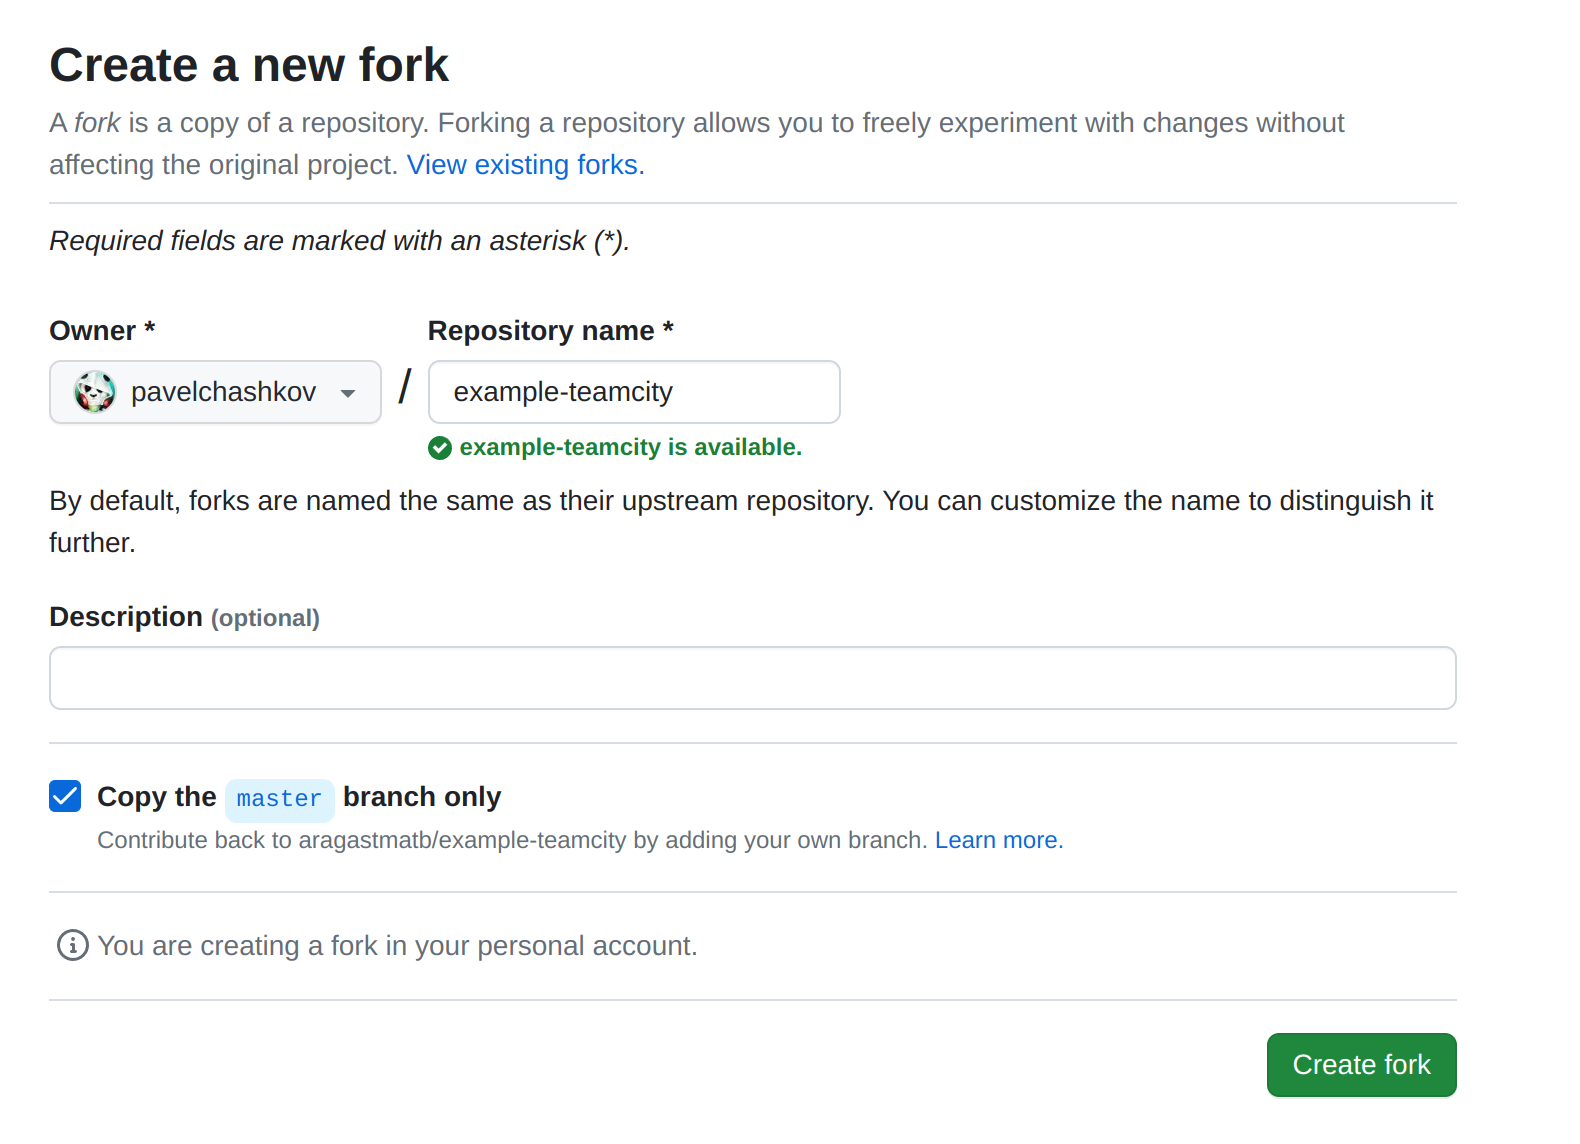 Create a new fork
A fork is a copy of a repository. Forking a repository allows you to freely experiment with changes without
affecting the original project. View existing forks.
Required fields are marked with an asterisk (*).
Owner *
Repository name *
pavelchashkov
/
example-teamcity
example-teamcity is available.
By default, forks are named the same as their upstream repository. You can customize the name to distinguish it
further.
Description (optional)
Copy the master branch only
Contribute back to aragastmatb/example-teamcity by adding your own branch. Learn more.
You are creating a fork in your personal account.
Create fork